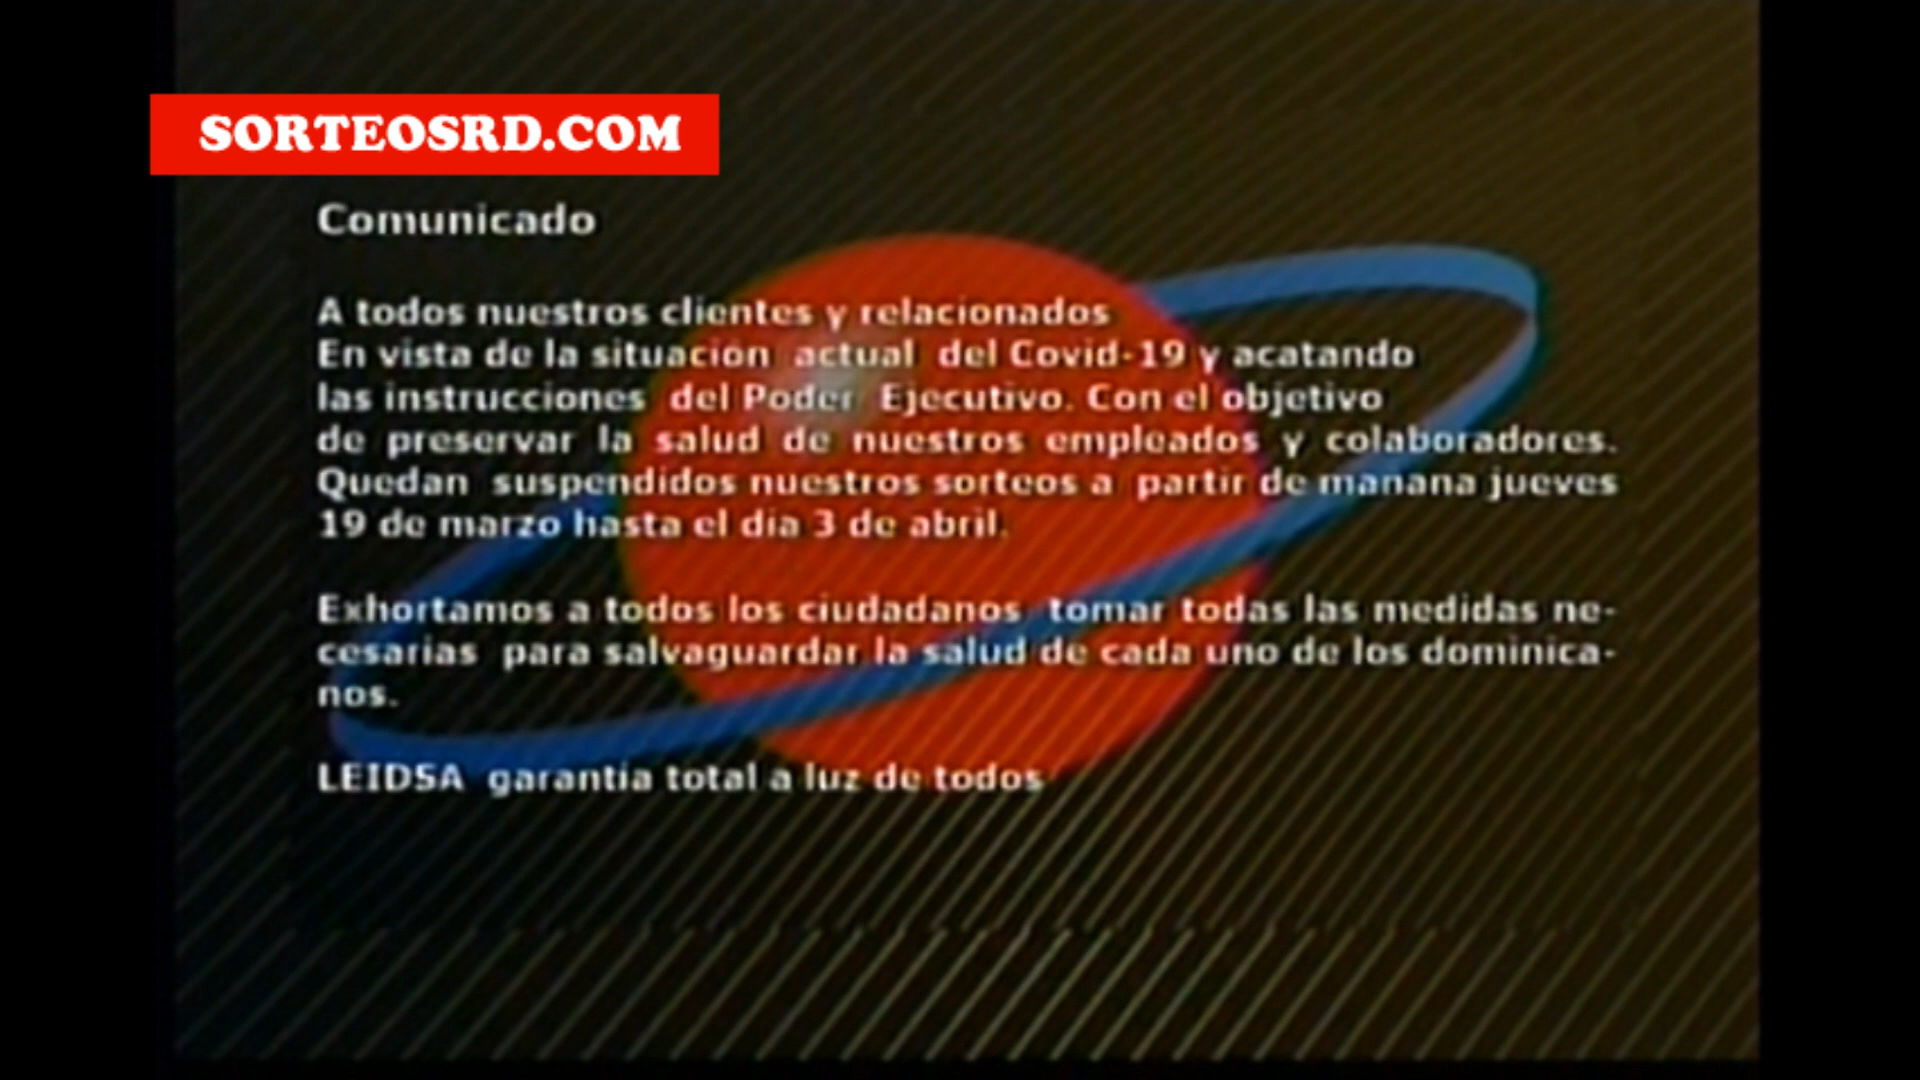 SORTEOSRD.COM
Comunicado
A todos nuestros clientes y relacionados
En vista de la situación actual del Covid-19 y acatando
las instrucciones del Poder Ejecutivo. Con el objetivo
de preservar la salud de nuestros empleados y colaboradores.
Quedan suspendidos nuestros sorteos a partir de manana jueves
19 de marzo hasta el día 3 de abril.
Exhortamos a todos los ciudadanos tomar todas las medidas ne-
cesarias para salvaguardar la salud de cada uno de los dominica-
nos.
LEIDSA garantía total a luz de todos